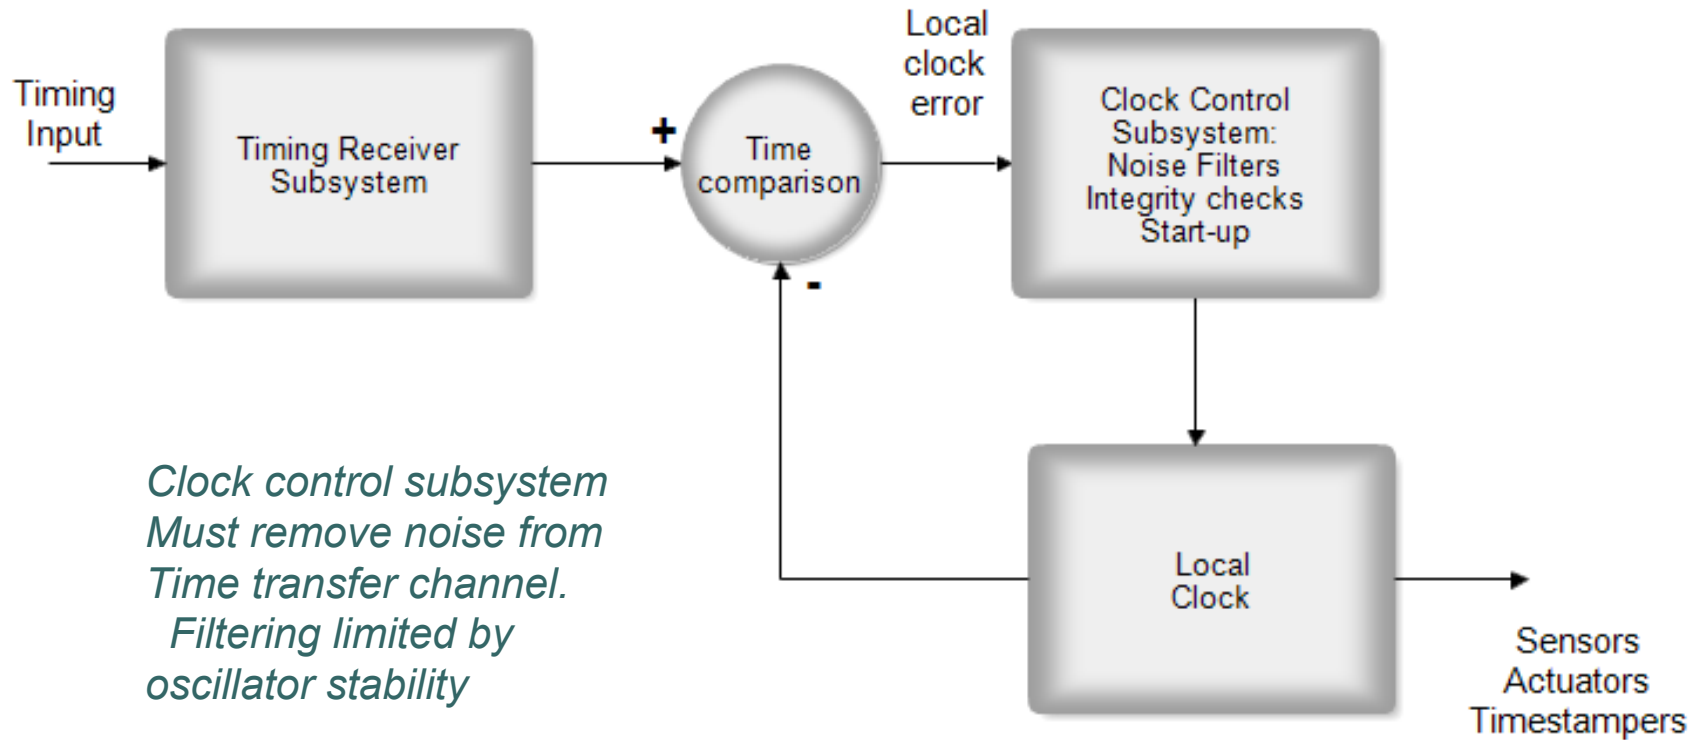 Timing
Input
Timing Receiver
Subsystem
+
Time
comparison
-
Local
clock
error
Clock Control
Subsystem:
Noise Filters
Integrity checks
Start-up
Local
Clock
Sensors
Actuators
Timestampers
Clock control subsystem
Must remove noise from
Time transfer channel.
Filtering limited by
oscillator stability